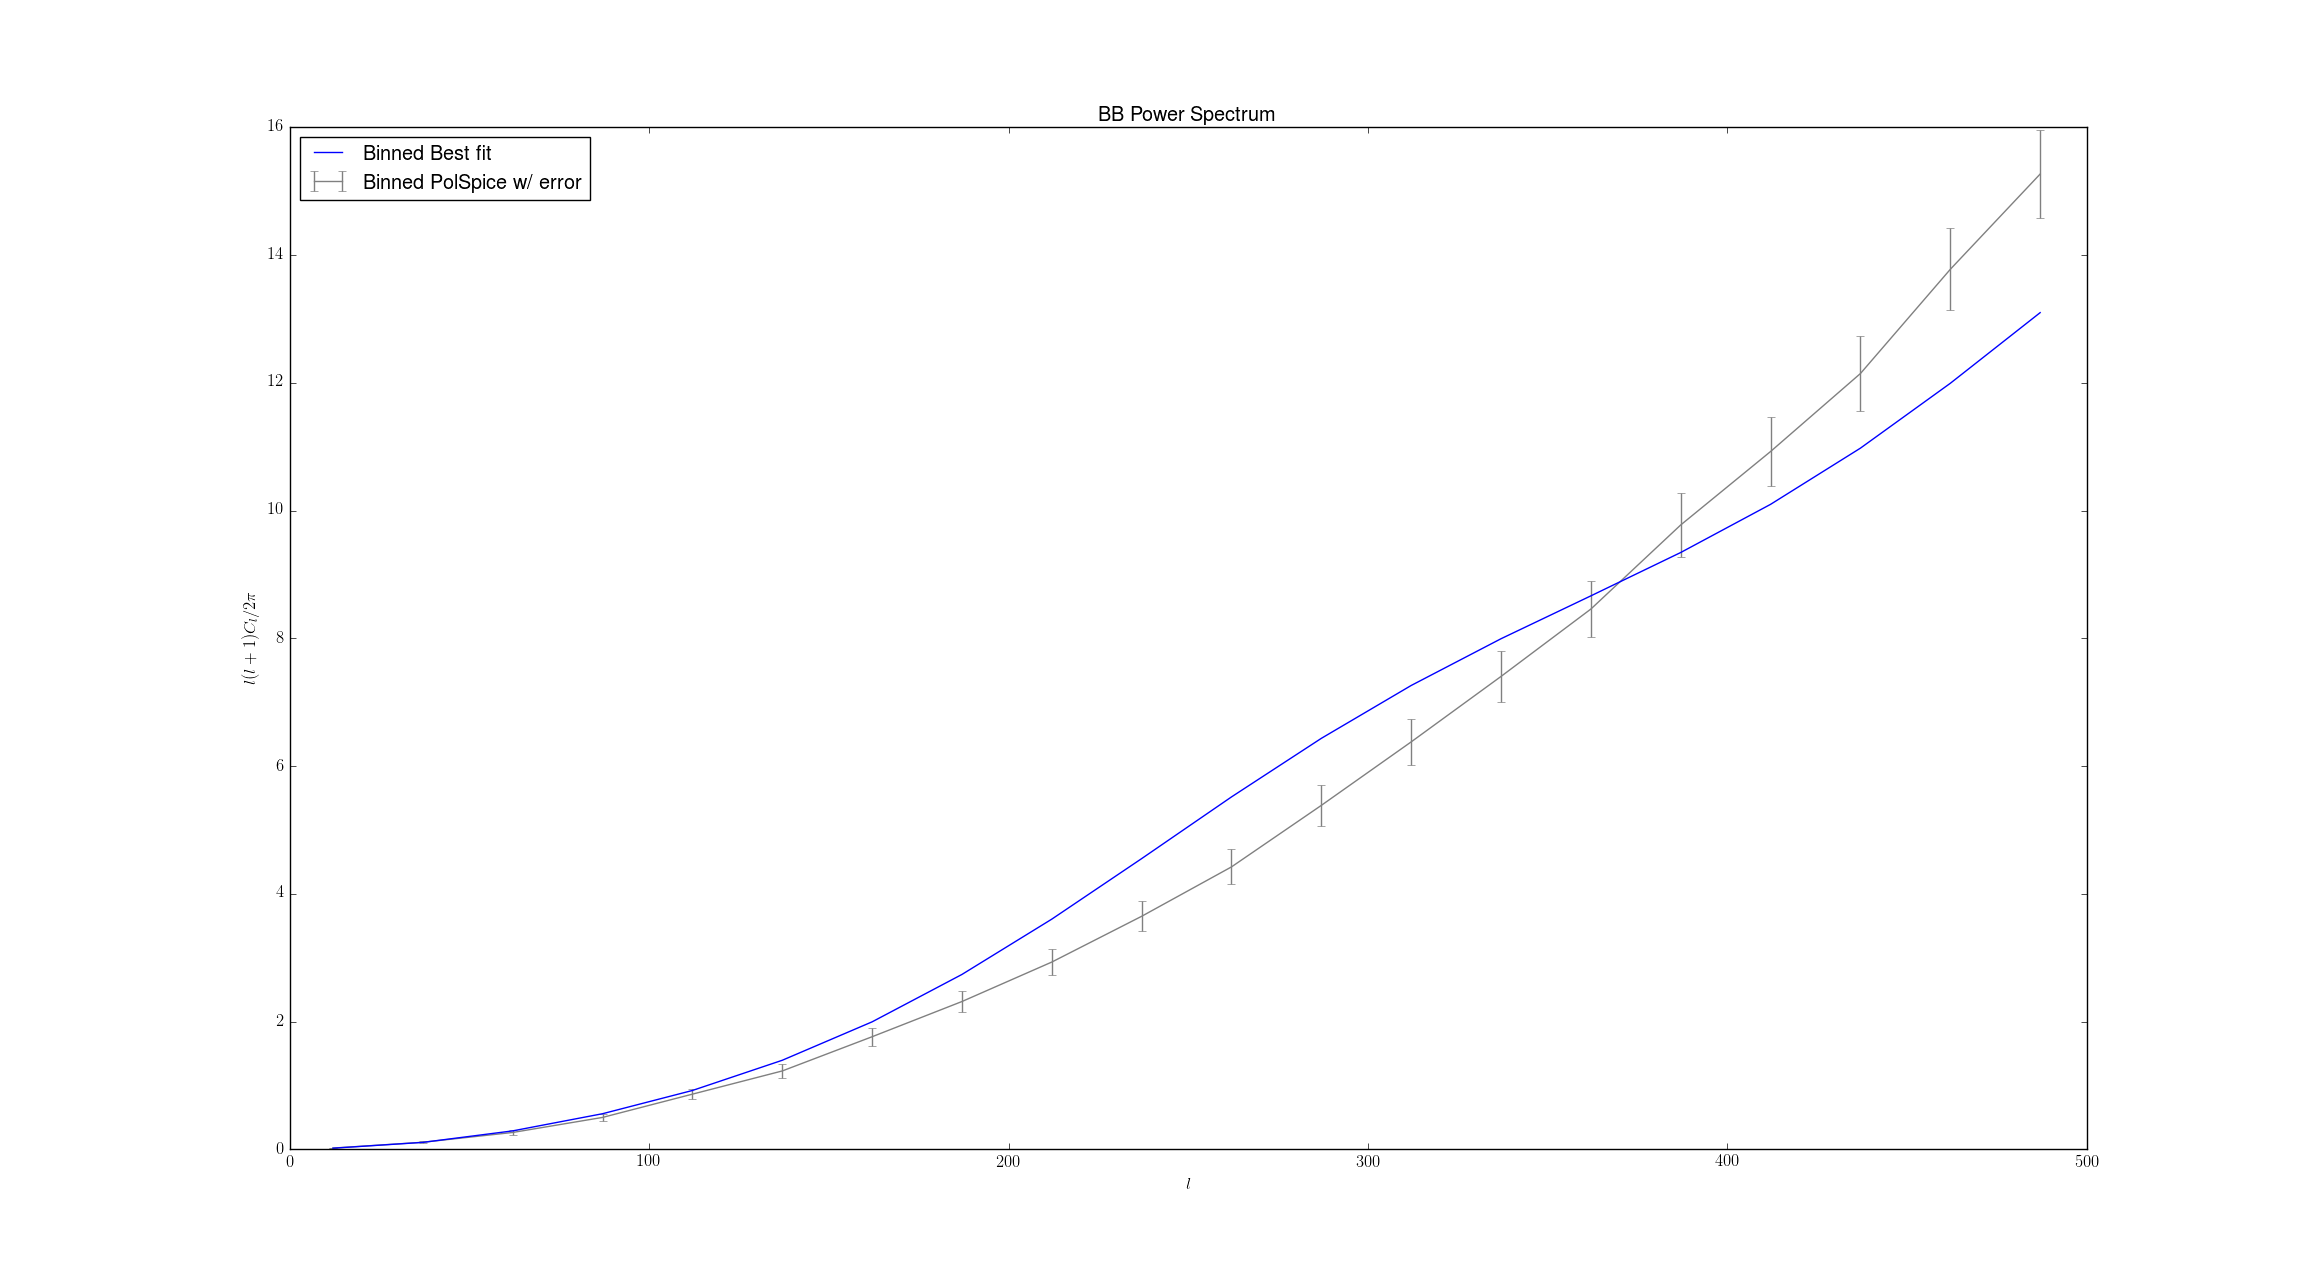 BB Power Spectrum
Binned Best fit
Binned PolSpice w/ error
16
14
12
10
8
6
4
2
0
l(l + 1)C_l/2π
0 100 200 300 400 500
l